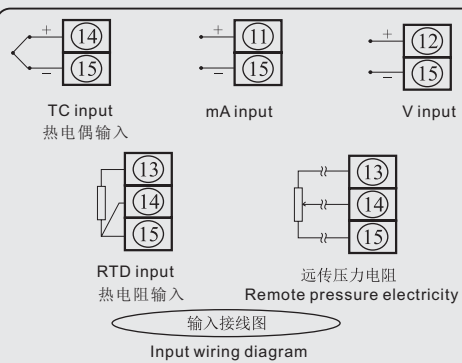 + 14
− 15
TC input
热电偶输入
+ 11
− 15
mA input
+ 12
− 15
V input
13
14
15
RTD input
热电阻输入
13
14
15
远传压力电阻
Remote pressure electricity
输入接线图
Input wiring diagram